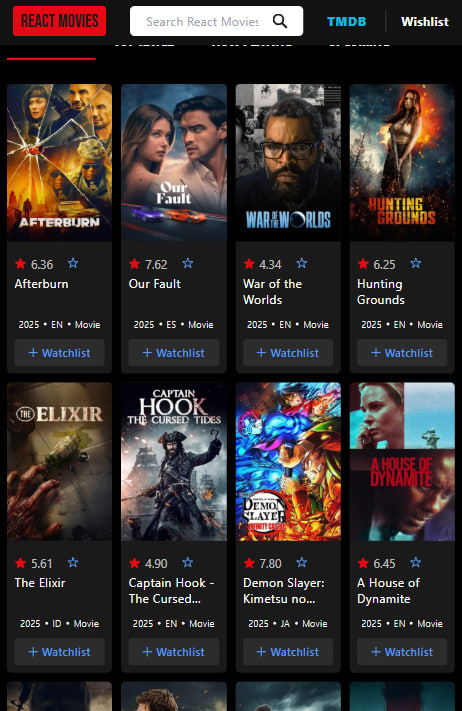 REACT MOVIES
Search React Movies
TMDB
Wishlist
AFTERBURN
Our
Fault
WAR OF THE WORLDS
HUNTING
GROUNDS
6.36
7.62
4.34
6.25
Afterburn
Our Fault
War of the
Worlds
Hunting
Grounds
2025 • EN • Movie
2025 • ES • Movie
2025 • EN • Movie
2025 • EN • Movie
+ Watchlist
+ Watchlist
+ Watchlist
+ Watchlist
THE ELIXIR
CAPTAIN
HOOK
THE CURSED TIDES
DEMON
SLAYER
INFINITY CASTLE
A HOUSE OF
DYNAMITE
5.61
4.90
7.80
6.45
The Elixir
Captain Hook -
The Cursed...
Demon Slayer:
Kimetsu no...
A House of
Dynamite
2025 • ID • Movie
2025 • EN • Movie
2025 • JA • Movie
2025 • EN • Movie
+ Watchlist
+ Watchlist
+ Watchlist
+ Watchlist